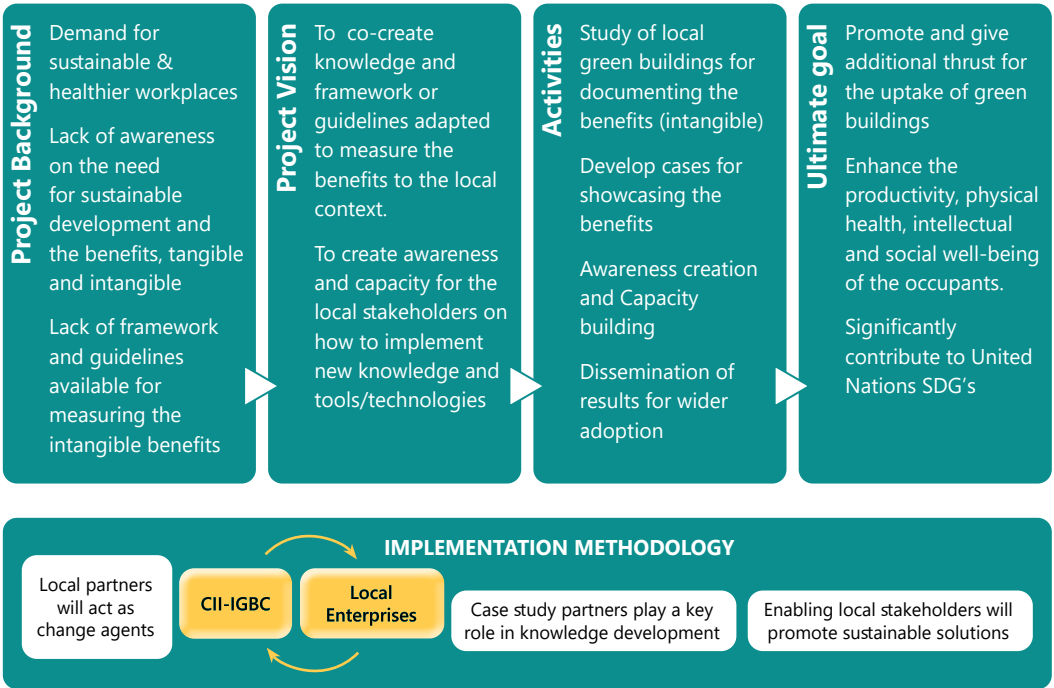 Project Background
Demand for
sustainable &
healthier workplaces
Lack of awareness
on the need
for sustainable
development and
the benefits, tangible
and intangible
Lack of framework
and guidelines
available for
measuring the
intangible benefits
Project Vision
To co-create
knowledge and
framework or
guidelines adapted
to measure the
benefits to the local
context.
To create awareness
and capacity for the
local stakeholders on
how to implement
new knowledge and
tools/technologies
Activities
Study of local
green buildings for
documenting the
benefits (intangible)
Develop cases for
showcasing the
benefits
Awareness creation
and Capacity
building
Dissemination of
results for wider
adoption
Ultimate goal
Promote and give
additional thrust for
the uptake of green
buildings
Enhance the
productivity, physical
health, intellectual
and social well-being
of the occupants.
Significantly
contribute to United
Nations SDG's
IMPLEMENTATION METHODOLOGY
Local partners
will act as
change agents
CII-IGBC
Local
Enterprises
Case study partners play a key
role in knowledge development
Enabling local stakeholders will
promote sustainable solutions